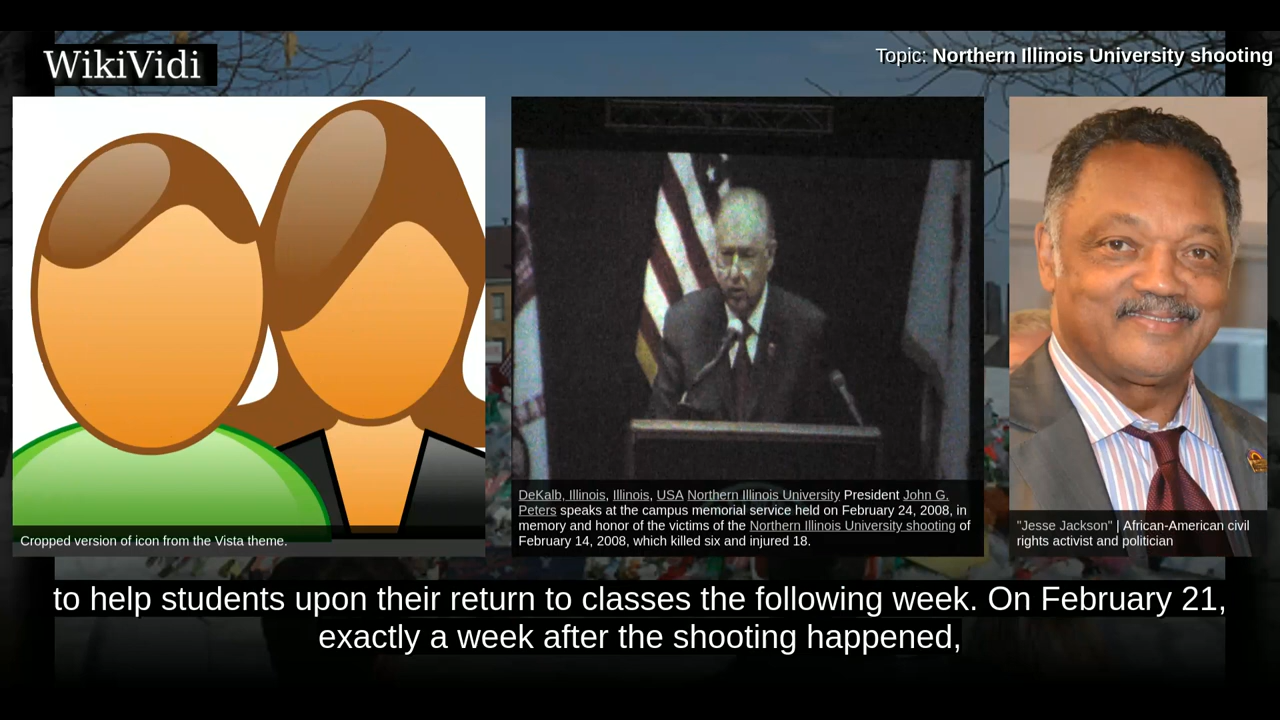 WikiVidi
Topic: Northern Illinois University shooting
Cropped version of icon from the Vista theme.
DeKalb, Illinois, Illinois, USA Northern Illinois University President John G.
Peters speaks at the campus memorial service held on February 24, 2008, in
memory and honor of the victims of the Northern Illinois University shooting of
February 14, 2008, which killed six and injured 18.
"Jesse Jackson" | African-American civil
rights activist and politician
to help students upon their return to classes the following week. On February 21,
exactly a week after the shooting happened,